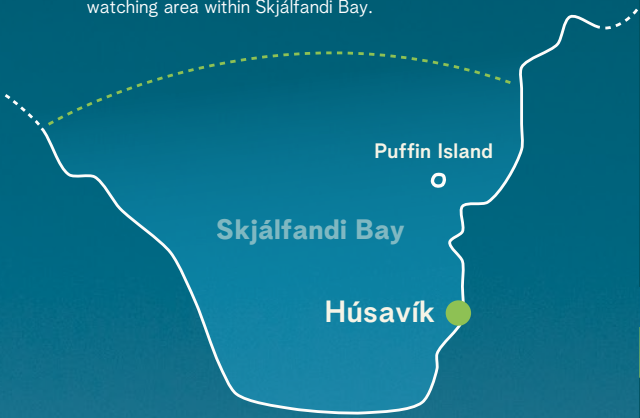 watching area within Skjálfandi Bay.
Puffin Island
Skjálfandi Bay
Húsavík